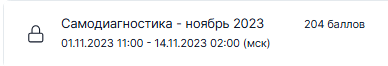 Самодиагностика - ноябрь 2023 204 баллов
01.11.2023 11:00 - 14.11.2023 02:00 (мск)